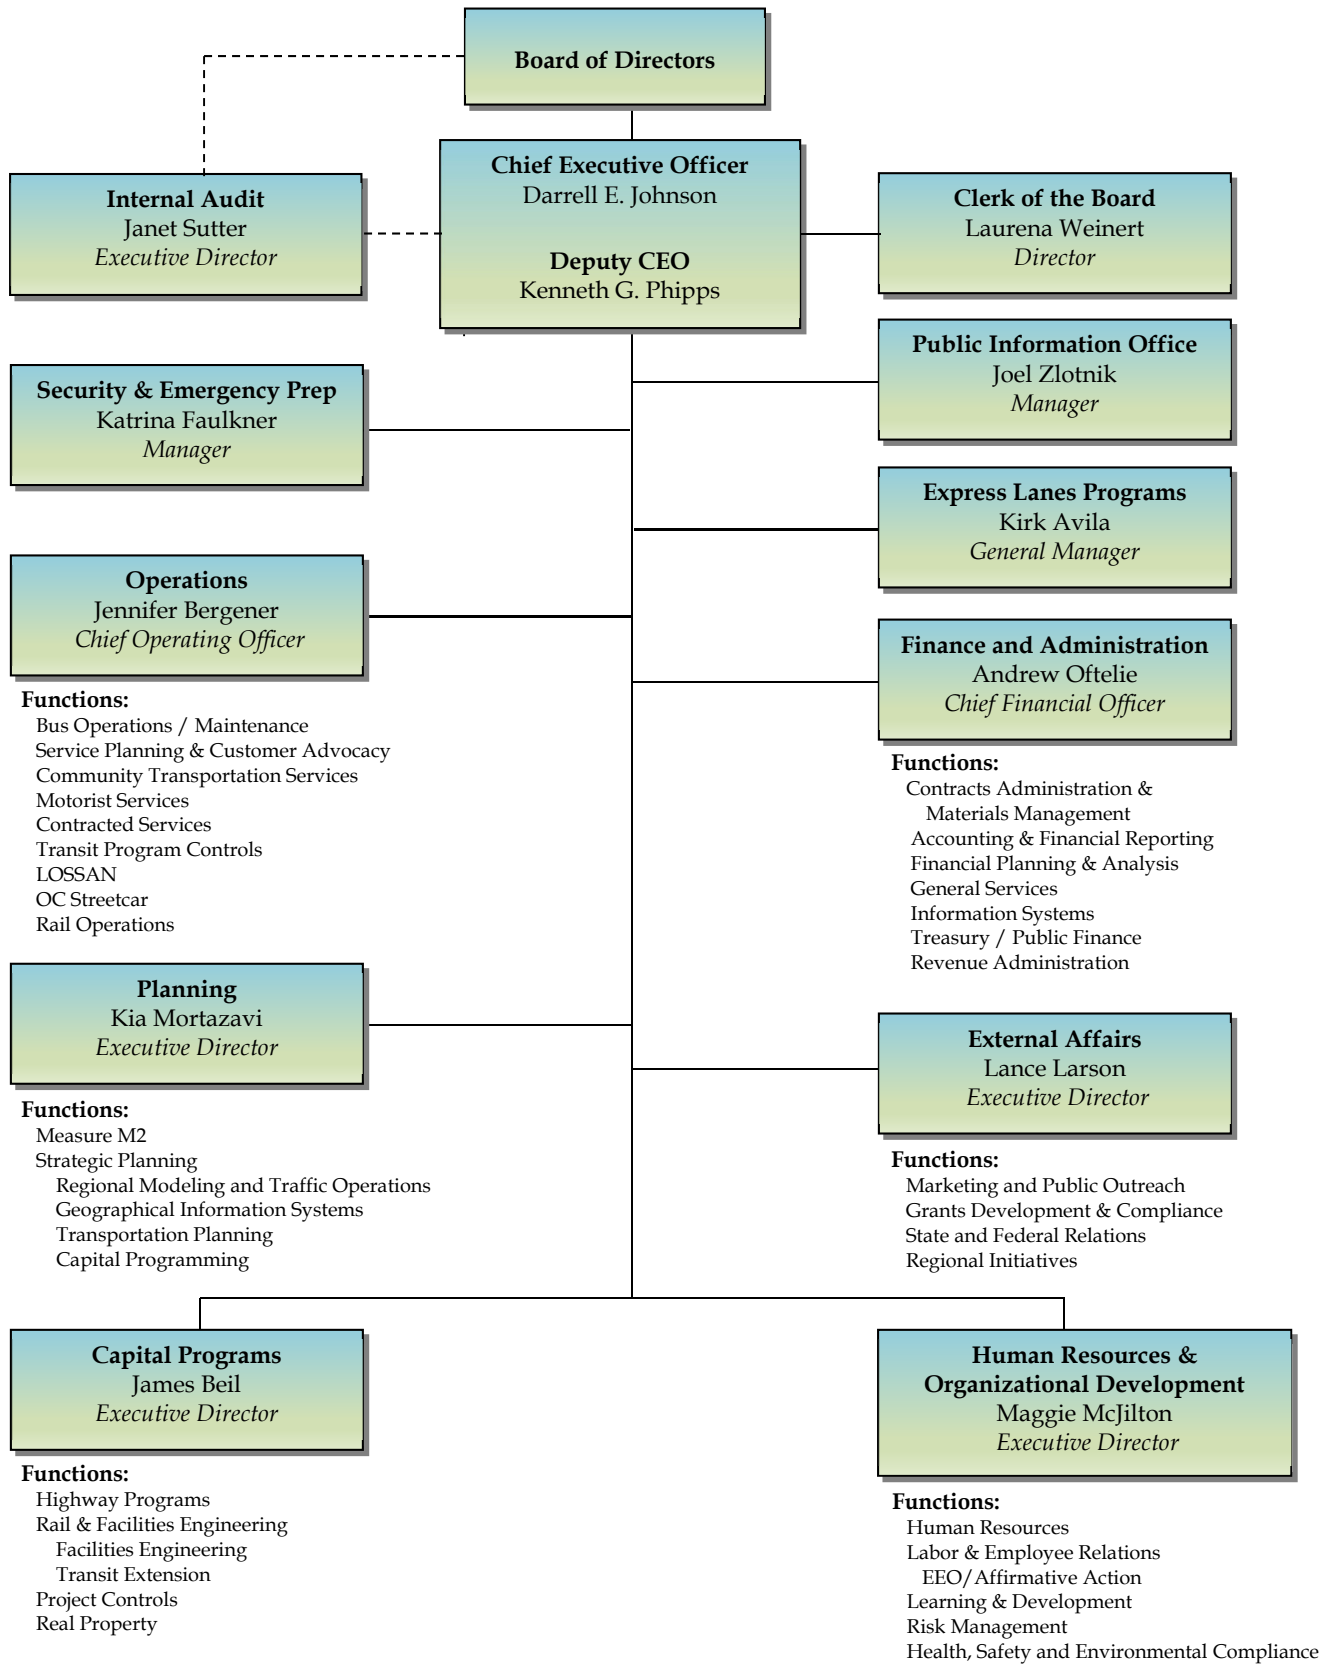 Board of Directors
Chief Executive Officer
Darrell E. Johnson
Deputy CEO
Kenneth G. Phipps
Internal Audit
Janet Sutter
Executive Director
Clerk of the Board
Laurena Weinert
Director
Public Information Office
Joel Zlotnik
Manager
Security & Emergency Prep
Katrina Faulkner
Manager
Express Lanes Programs
Kirk Avila
General Manager
Operations
Jennifer Bergener
Chief Operating Officer
Functions:
Bus Operations / Maintenance
Service Planning & Customer Advocacy
Community Transportation Services
Motorist Services
Contracted Services
Transit Program Controls
LOSSAN
OC Streetcar
Rail Operations
Finance and Administration
Andrew Oftelie
Chief Financial Officer
Functions:
Contracts Administration &
Materials Management
Accounting & Financial Reporting
Financial Planning & Analysis
General Services
Information Systems
Treasury / Public Finance
Revenue Administration
Planning
Kia Mortazavi
Executive Director
Functions:
Measure M2
Strategic Planning
Regional Modeling and Traffic Operations
Geographical Information Systems
Transportation Planning
Capital Programming
External Affairs
Lance Larson
Executive Director
Functions:
Marketing and Public Outreach
Grants Development & Compliance
State and Federal Relations
Regional Initiatives
Capital Programs
James Beil
Executive Director
Functions:
Highway Programs
Rail & Facilities Engineering
Facilities Engineering
Transit Extension
Project Controls
Real Property
Human Resources &
Organizational Development
Maggie McJilton
Executive Director
Functions:
Human Resources
Labor & Employee Relations
EEO/Affirmative Action
Learning & Development
Risk Management
Health, Safety and Environmental Compliance